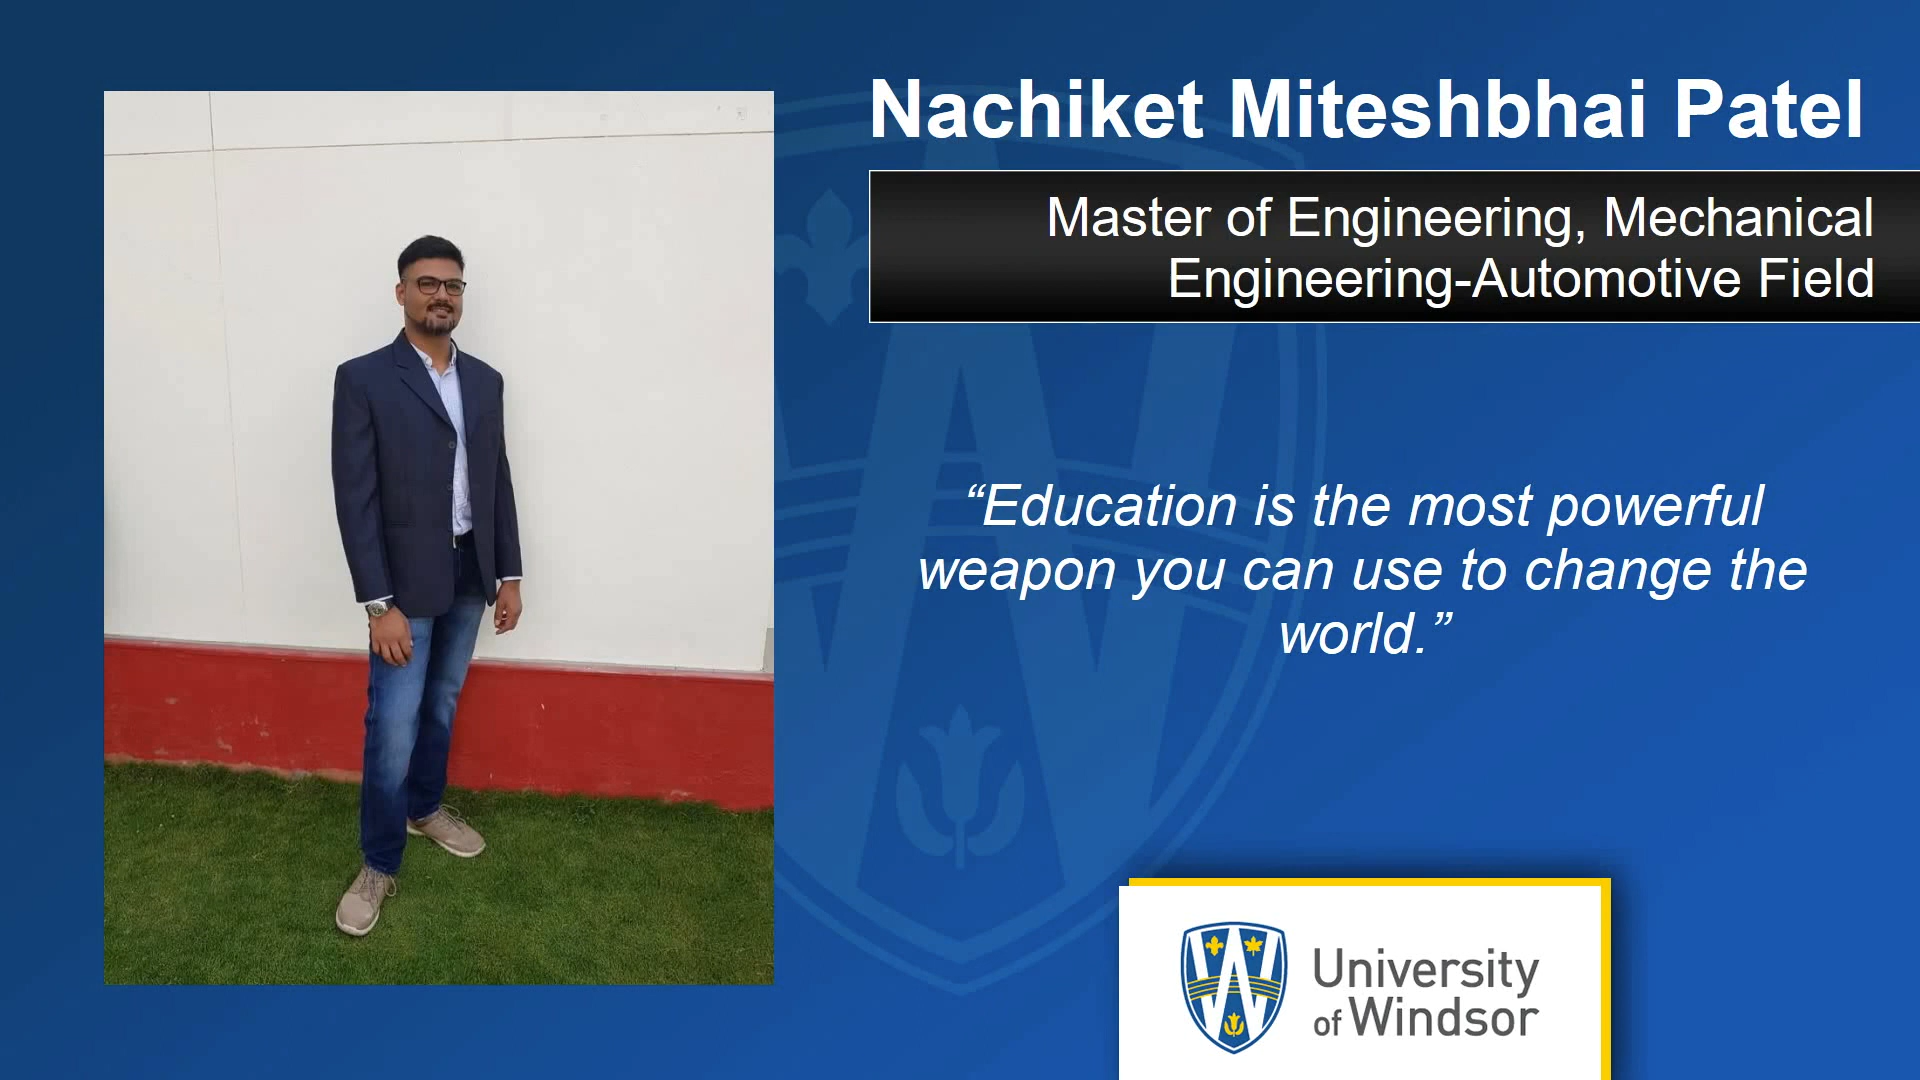 Nachiket Miteshbhai Patel
Master of Engineering, Mechanical
Engineering-Automotive Field
“Education is the most powerful
weapon you can use to change the
world.”
University
of Windsor